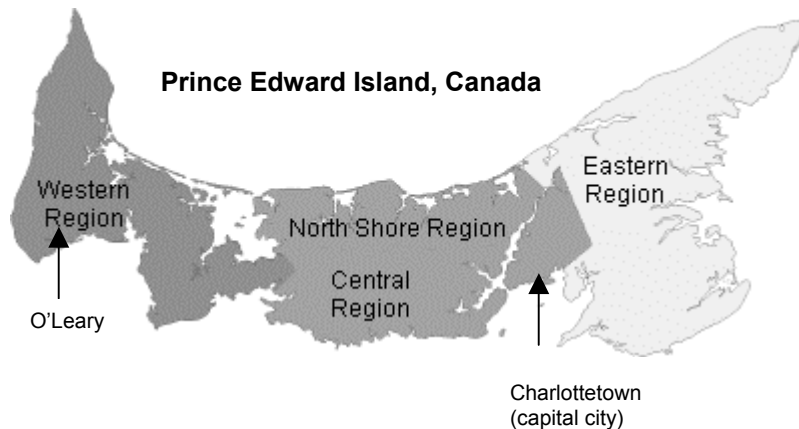 Prince Edward Island, Canada
Western
Region
North Shore Region
Central
Region
Eastern
Region
O’Leary
Charlottetown
(capital city)